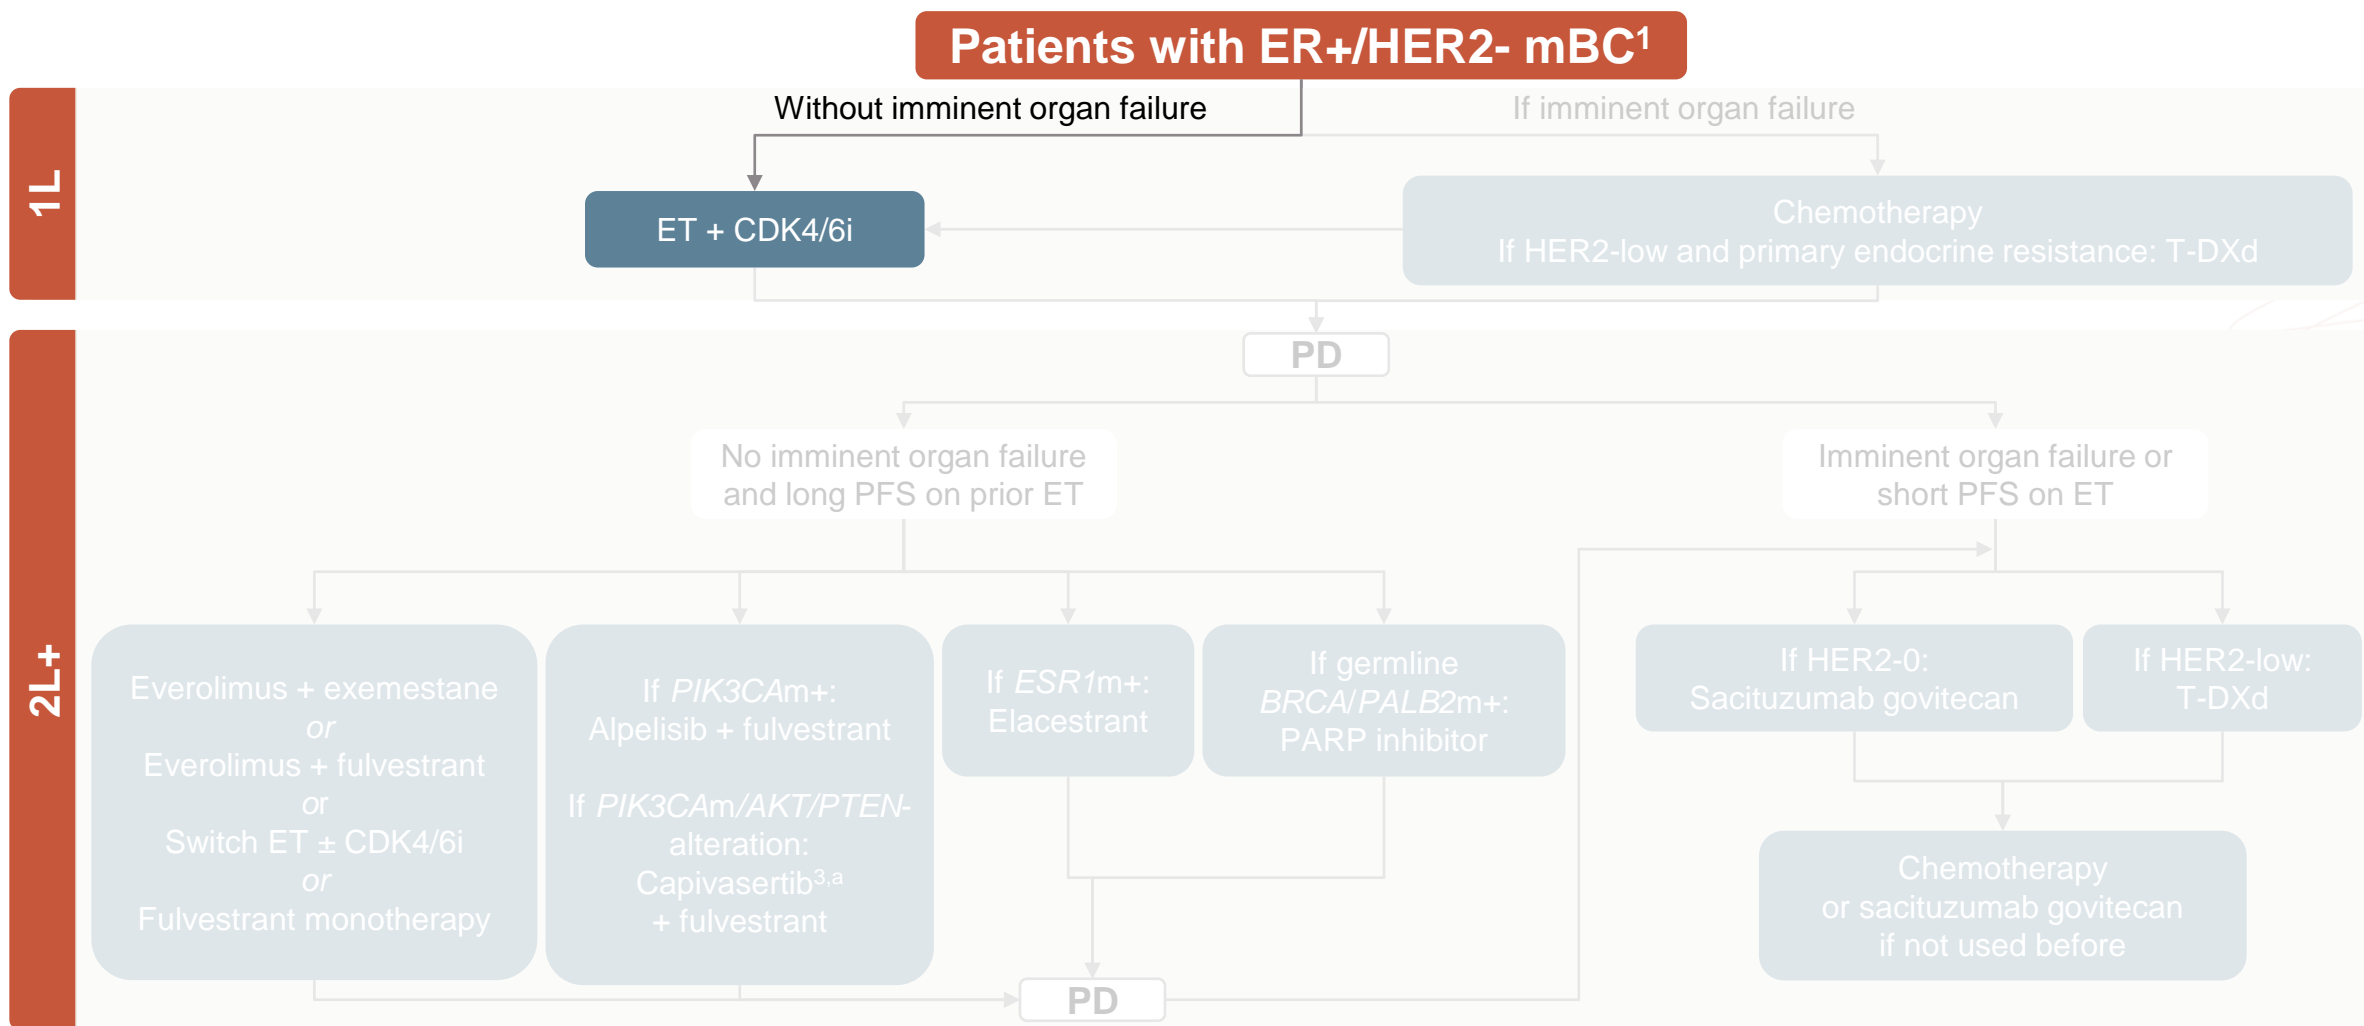 Patients with ER+/HER2- mBC¹
Without imminent organ failure
If imminent organ failure
1L
ET + CDK4/6i
Chemotherapy
If HER2-low and primary endocrine resistance: T-DXd
PD
2L+
No imminent organ failure
and long PFS on prior ET
Imminent organ failure or
short PFS on ET
Everolimus + exemestane
or
Everolimus + fulvestrant
or
Switch ET ± CDK4/6i
or
Fulvestrant monotherapy
If PIK3CAm+:
Alpelisib + fulvestrant
If PIK3CAm/AKT/PTEN-
alteration:
Capivasertib³,ᵃ
+ fulvestrant
If ESR1m+:
Elacestrant
If germline
BRCA/PALB2m+:
PARP inhibitor
If HER2-0:
Sacituzumab govitecan
If HER2-low:
T-DXd
Chemotherapy
or sacituzumab govitecan
if not used before
PD